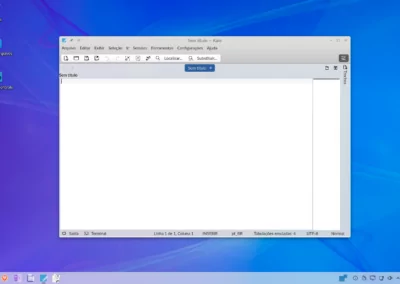 Sem título — Kate
Arquivo Editar Exibir Seleção Ir Sessões Ferramentas Configurações Ajuda
Localizar... Substituir...
Sem título
Sem título
Linha 1 de 1, Coluna 1 INSERIR pt_BR Tabulações emuladas: 4 UTF-8 Normal
Saída Terminal